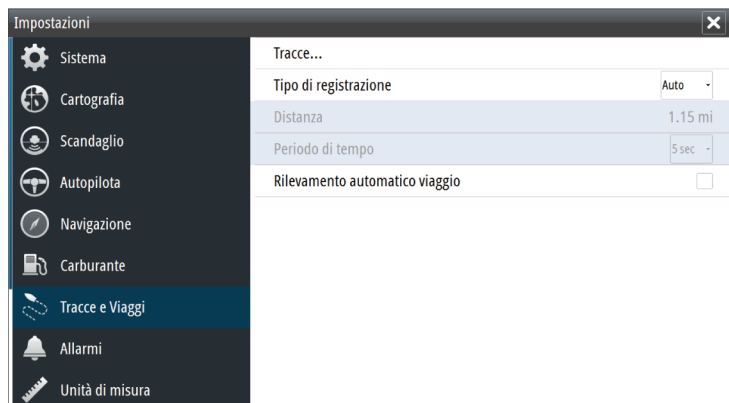 Impostazioni
Sistema
Cartografia
Scandaglio
Autopilota
Navigazione
Carburante
Tracce e Viaggi
Allarmi
Unità di misura
Tracce...
Tipo di registrazione Auto
Distanza 1.15 mi
Periodo di tempo 5 sec
Rilevamento automatico viaggio